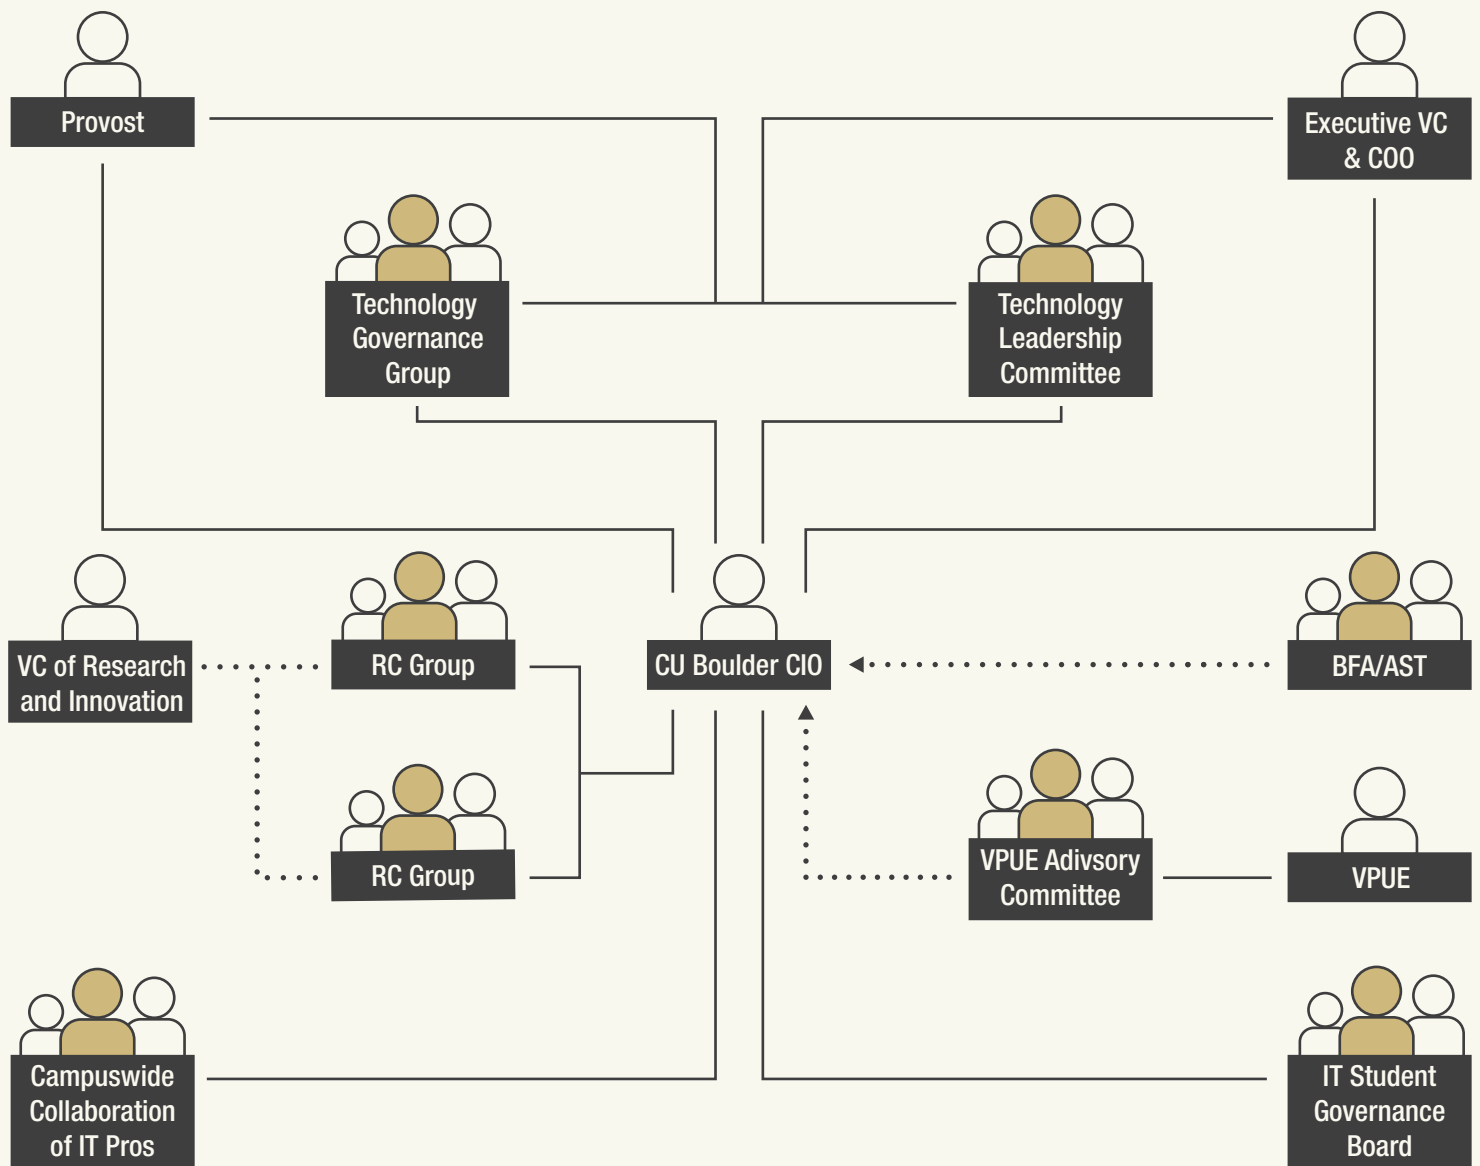 Provost
Executive VC
& COO
Technology
Governance
Group
Technology
Leadership
Committee
VC of Research
and Innovation
RC Group
CU Boulder CIO
BFA/AST
RC Group
VPUE Adivsory
Committee
VPUE
Campuswide
Collaboration
of IT Pros
IT Student
Governance
Board